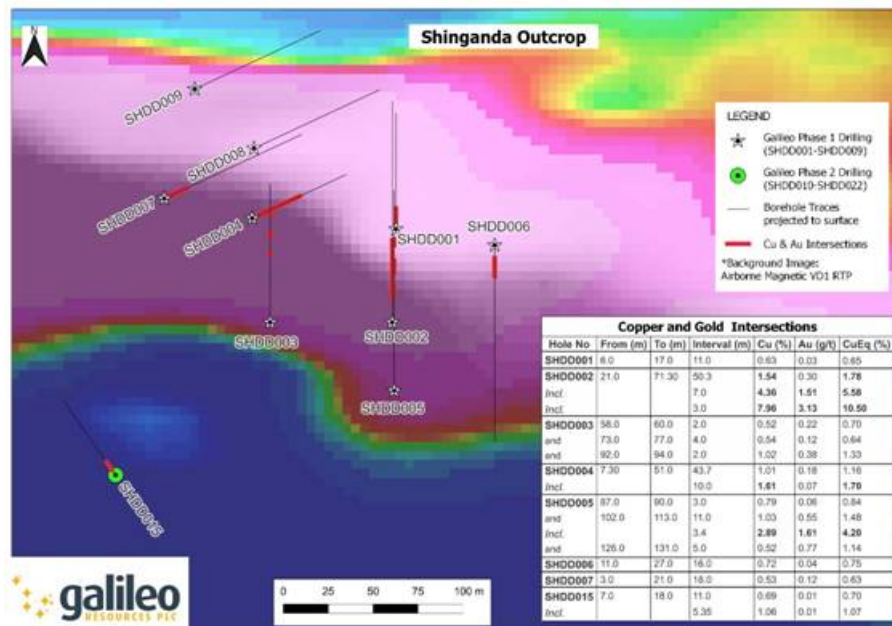 Shinganda Outcrop
N
SHDD009
SHDD008
SHDD007
SHDD004
SHDD001
SHDD006
SHDD003
SHDD002
SHDD005
SHDD015
LEGEND
Galileo Phase 1 Drilling
(SHDD001-SHDD009)
Galileo Phase 2 Drilling
(SHDD010-SHDD022)
Borehole Traces
projected to surface
Cu & Au Intersections
*Background Image:
Airborne Magnetic VD1 RTP
Copper and Gold Intersections
Hole No From (m) To (m) Interval (m) Cu (%) Au (g/t) CuEq (%)
SHDD001 6.0 17.0 11.0 0.63 0.03 0.65
SHDD002 21.0 71.30 50.3 1.54 0.30 1.78
Incl. 7.0 4.36 1.51 5.58
Incl. 3.0 7.96 3.13 10.50
SHDD003 58.0 60.0 2.0 0.52 0.22 0.70
and 73.0 77.0 4.0 0.54 0.12 0.64
and 92.0 94.0 2.0 1.02 0.38 1.33
SHDD004 7.30 51.0 43.7 1.01 0.18 1.16
Incl. 10.0 1.61 0.07 1.70
SHDD005 87.0 90.0 3.0 0.79 0.06 0.84
and 102.0 113.0 11.0 1.03 0.55 1.48
Incl. 3.4 2.89 1.61 4.20
and 126.0 131.0 5.0 0.52 0.77 1.14
SHDD006 11.0 27.0 16.0 0.72 0.04 0.75
SHDD007 3.0 21.0 18.0 0.53 0.12 0.63
SHDD015 7.0 18.0 11.0 0.69 0.01 0.70
Incl. 5.35 1.06 0.01 1.07
galileo
RESOURCES PLC
0 25 50 75 100 m